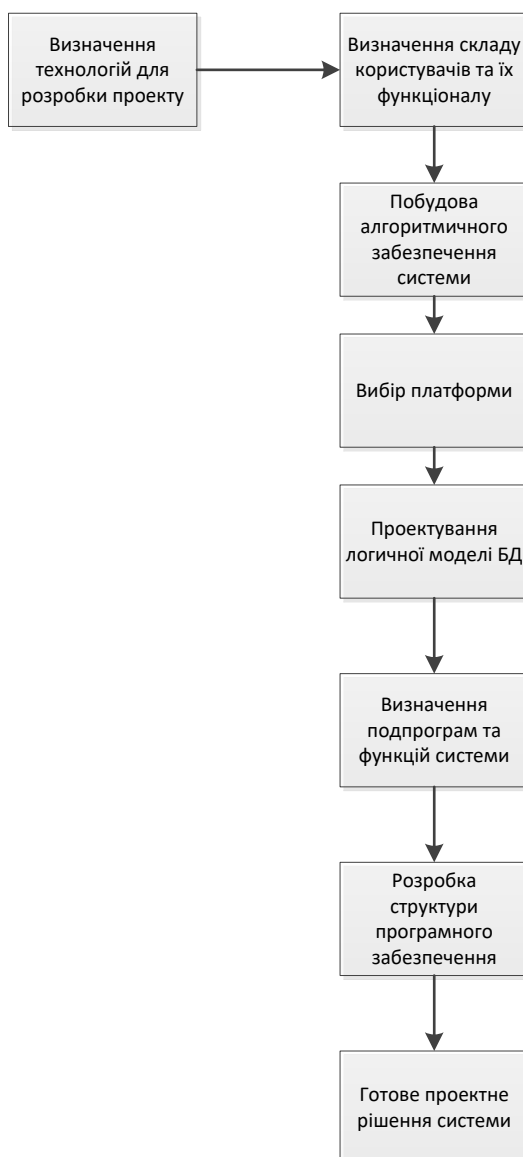 Визначення
технологій для
розробки проекту
Визначення складу
користувачів та їх
функціоналу
Побудова
алгоритмичного
забезпечення
системи
Вибір платформи
Проектування
логичної моделі БД
Визначення
подпрограм та
функцій системи
Розробка
структури
програмного
забезпечення
Готове проектне
рішення системи